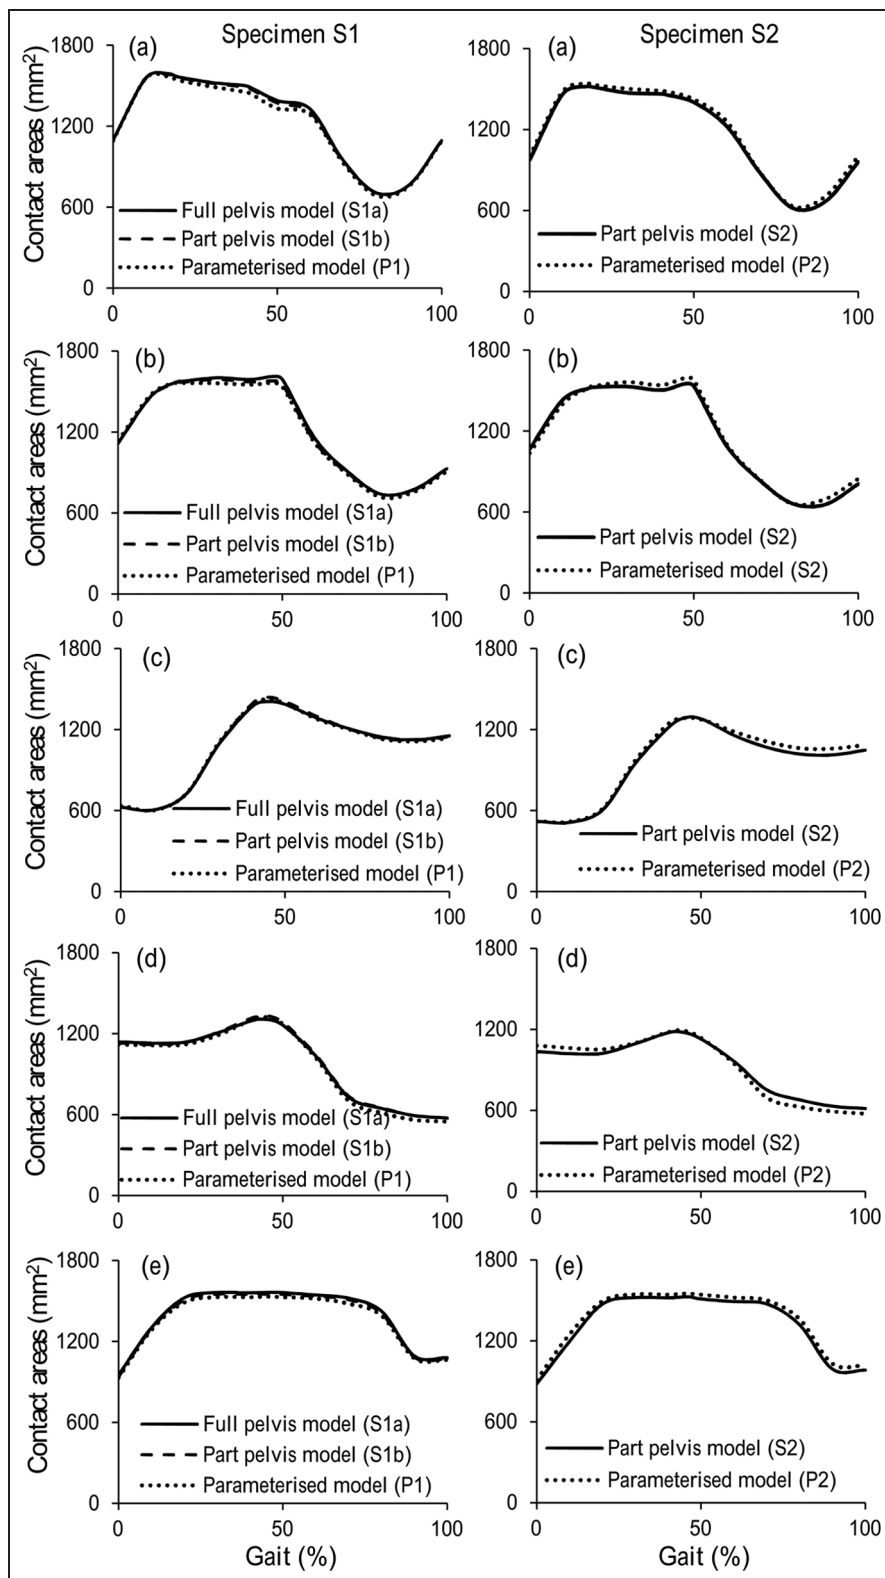 Specimen S1
Specimen S2
(a)
Contact areas (mm²)
1800
1200
600
0
Full pelvis model (S1a)
Part pelvis model (S1b)
Parameterised model (P1)
0
50
100
(a)
1800
1200
600
0
Part pelvis model (S2)
Parameterised model (P2)
0
50
100
(b)
Contact areas (mm²)
1800
1200
600
0
Full pelvis model (S1a)
Part pelvis model (S1b)
Parameterised model (P1)
0
50
100
(b)
1800
1200
600
0
Part pelvis model (S2)
Parameterised model (S2)
0
50
100
(c)
Contact areas (mm²)
1800
1200
600
0
Full pelvis model (S1a)
Part pelvis model (S1b)
Parameterised model (P1)
0
50
100
(c)
1800
1200
600
0
Part pelvis model (S2)
Parameterised model (P2)
0
50
100
(d)
Contact areas (mm²)
1800
1200
600
0
Full pelvis model (S1a)
Part pelvis model (S1b)
Parameterised model (P1)
0
50
100
(d)
1800
1200
600
0
Part pelvis model (S2)
Parameterised model (P2)
0
50
100
(e)
Contact areas (mm²)
1800
1200
600
0
Full pelvis model (S1a)
Part pelvis model (S1b)
Parameterised model (P1)
0
50
100
Gait (%)
(e)
1800
1200
600
0
Part pelvis model (S2)
Parameterised model (P2)
0
50
100
Gait (%)